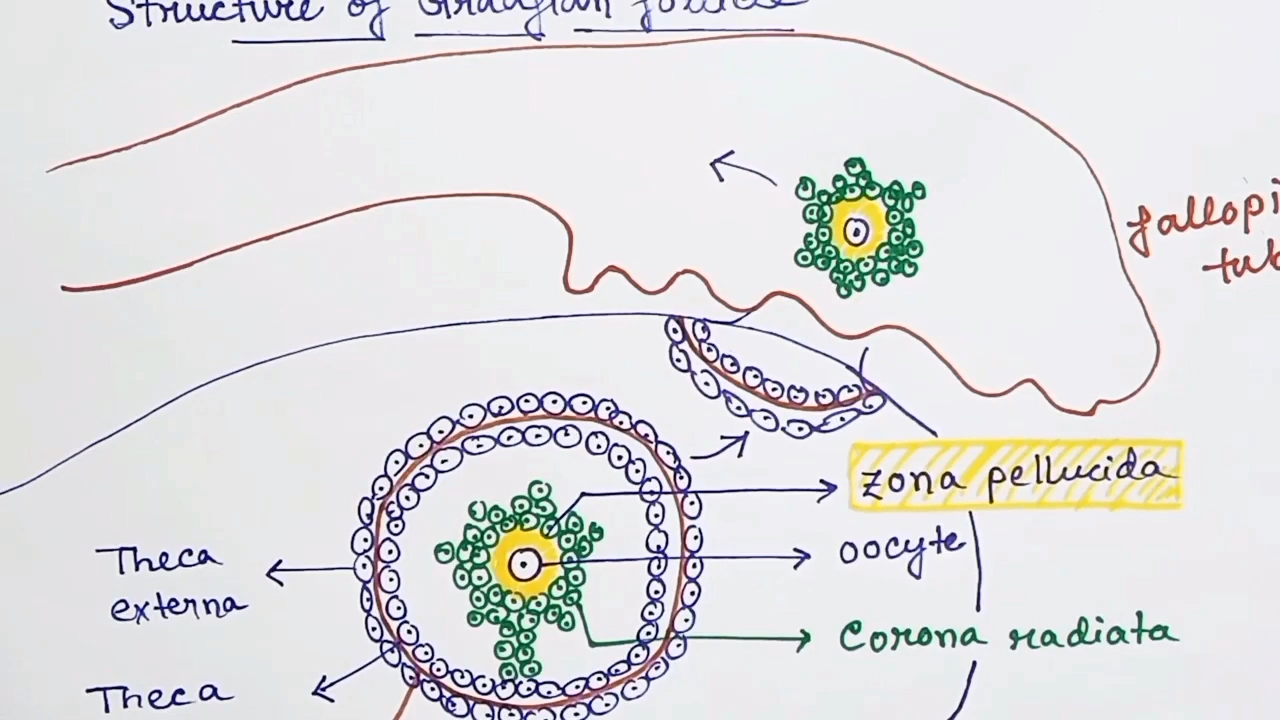 Structure of Graafian follicle
fallopi
tub
zona pellucida
oocyte
Theca
externa
Corona radiata
Theca